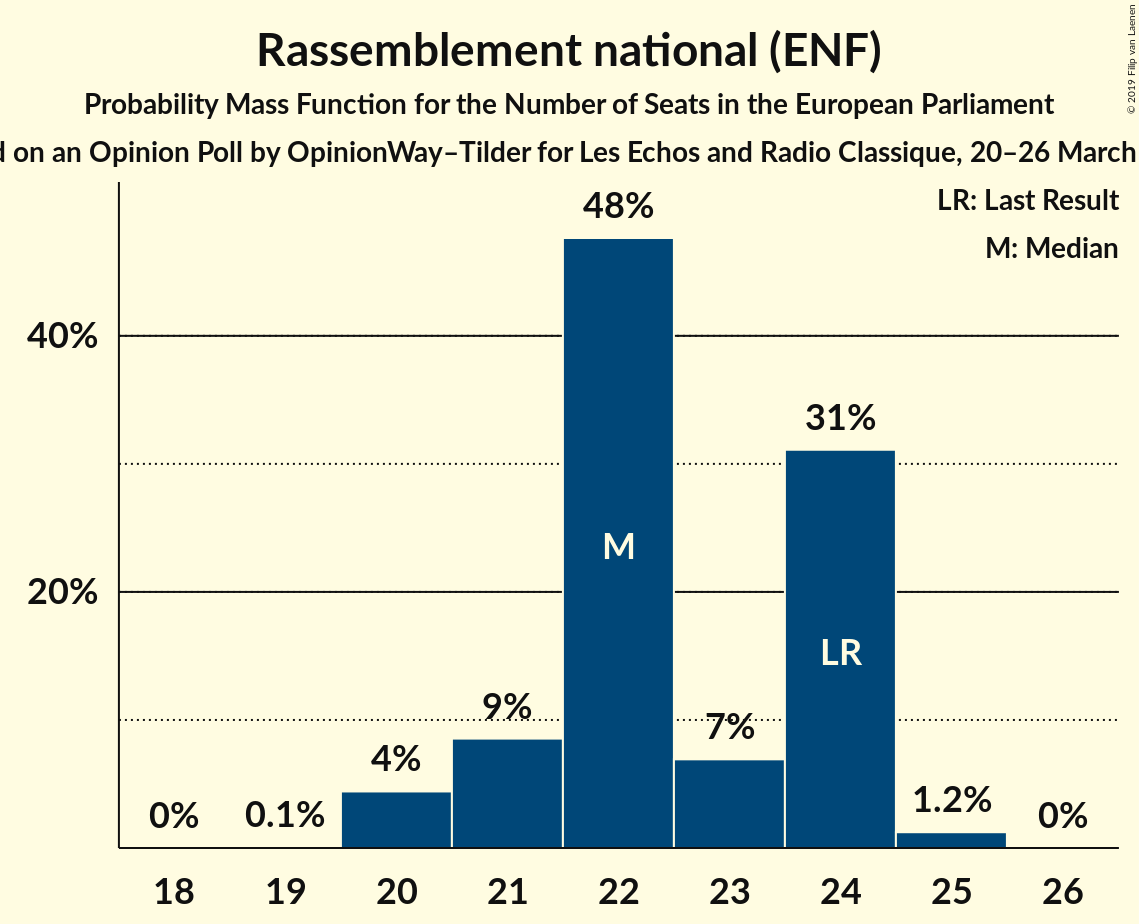 Rassemblement national (ENF)
Probability Mass Function for the Number of Seats in the European Parliament
on an Opinion Poll by OpinionWay–Tilder for Les Echos and Radio Classique, 20–26 March
© 2019 Filip van Laenen
LR: Last Result
M: Median
48%
40%
31%
M
20%
LR
9%
7%
4%
1.2%
0%
0.1%
0%
18 19 20 21 22 23 24 25 26